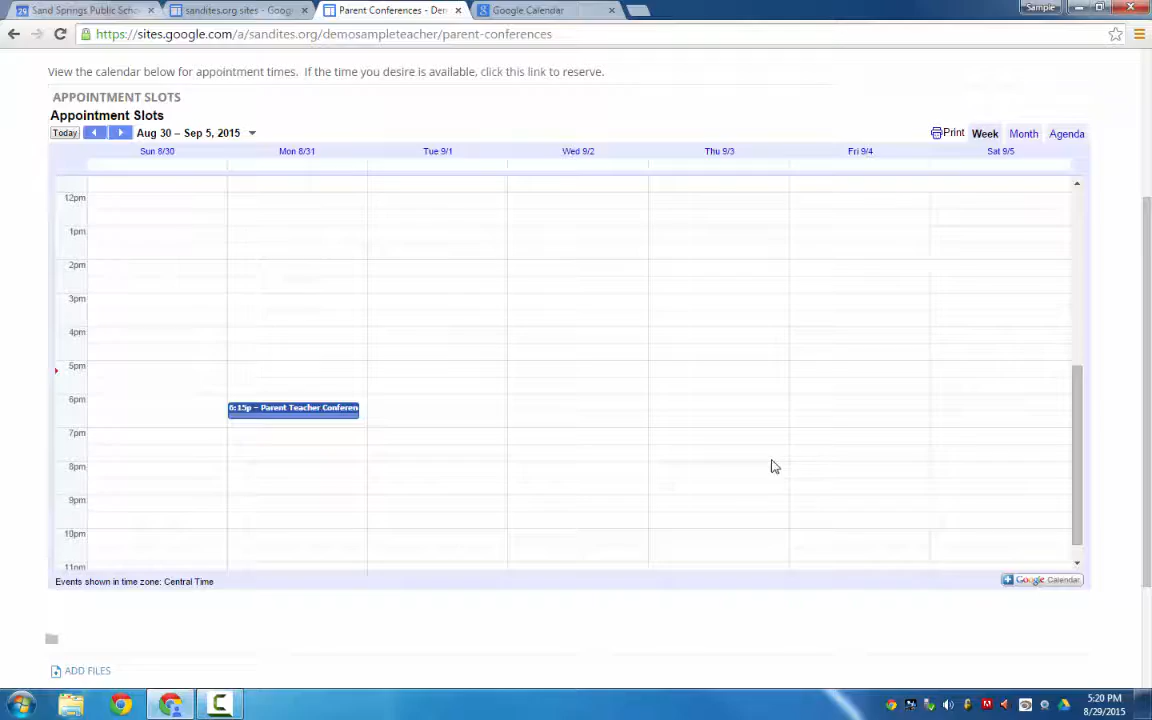 Sand Springs Public Scho
sandites.org sites - Goog
Parent Conferences - Den
Google Calendar
Sample
https://sites.google.com/a/sandites.org/demosampleteacher/parent-conferences
View the calendar below for appointment times. If the time you desire is available, click this link to reserve.
APPOINTMENT SLOTS
Appointment Slots
Today Aug 30 – Sep 5, 2015 Print Week Month Agenda
Sun 8/30 Mon 8/31 Tue 9/1 Wed 9/2 Thu 9/3 Fri 9/4 Sat 9/5
12pm
1pm
2pm
3pm
4pm
5pm
6pm
6:15p – Parent Teacher Conferen
7pm
8pm
9pm
10pm
11pm
Events shown in time zone: Central Time
Google Calendar
ADD FILES
5:20 PM
8/29/2015